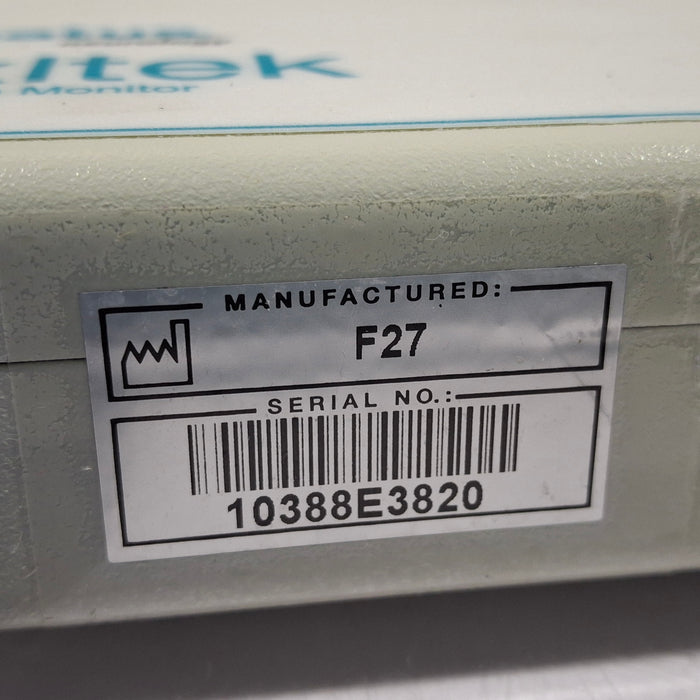 Monitor
MANUFACTURED:
F27
SERIAL NO.:
10388E3820